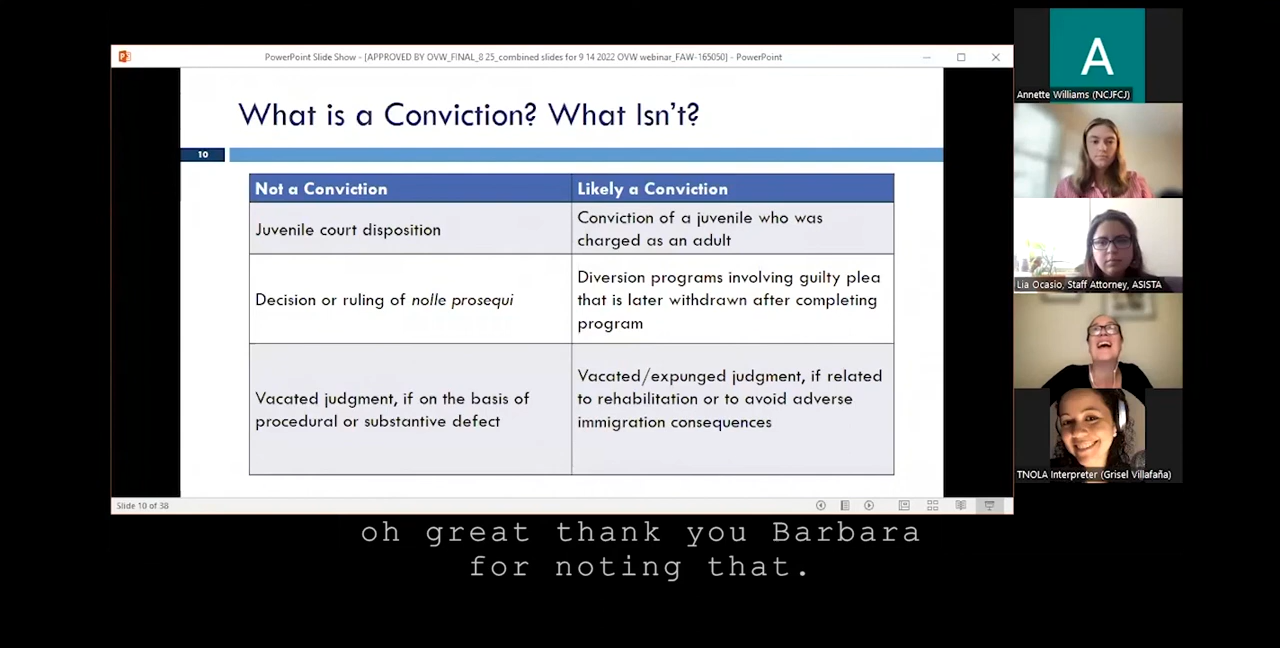 PowerPoint Slide Show - [APPROVED BY OVW_FINAL_8 25_combined slides for 9 14 2022 OVW webinar_FAW-165050] - PowerPoint
What is a Conviction? What Isn't?
10
Not a Conviction
Likely a Conviction
Juvenile court disposition
Conviction of a juvenile who was
charged as an adult
Decision or ruling of nolle prosequi
Diversion programs involving guilty plea
that is later withdrawn after completing
program
Vacated judgment, if on the basis of
procedural or substantive defect
Vacated/expunged judgment, if related
to rehabilitation or to avoid adverse
immigration consequences
Slide 10 of 38
A
Annette Williams (NCJFCJ)
Lia Ocasio, Staff Attorney, ASISTA
TNOLA Interpreter (Grisel Villafaña)
oh great thank you Barbara
for noting that.